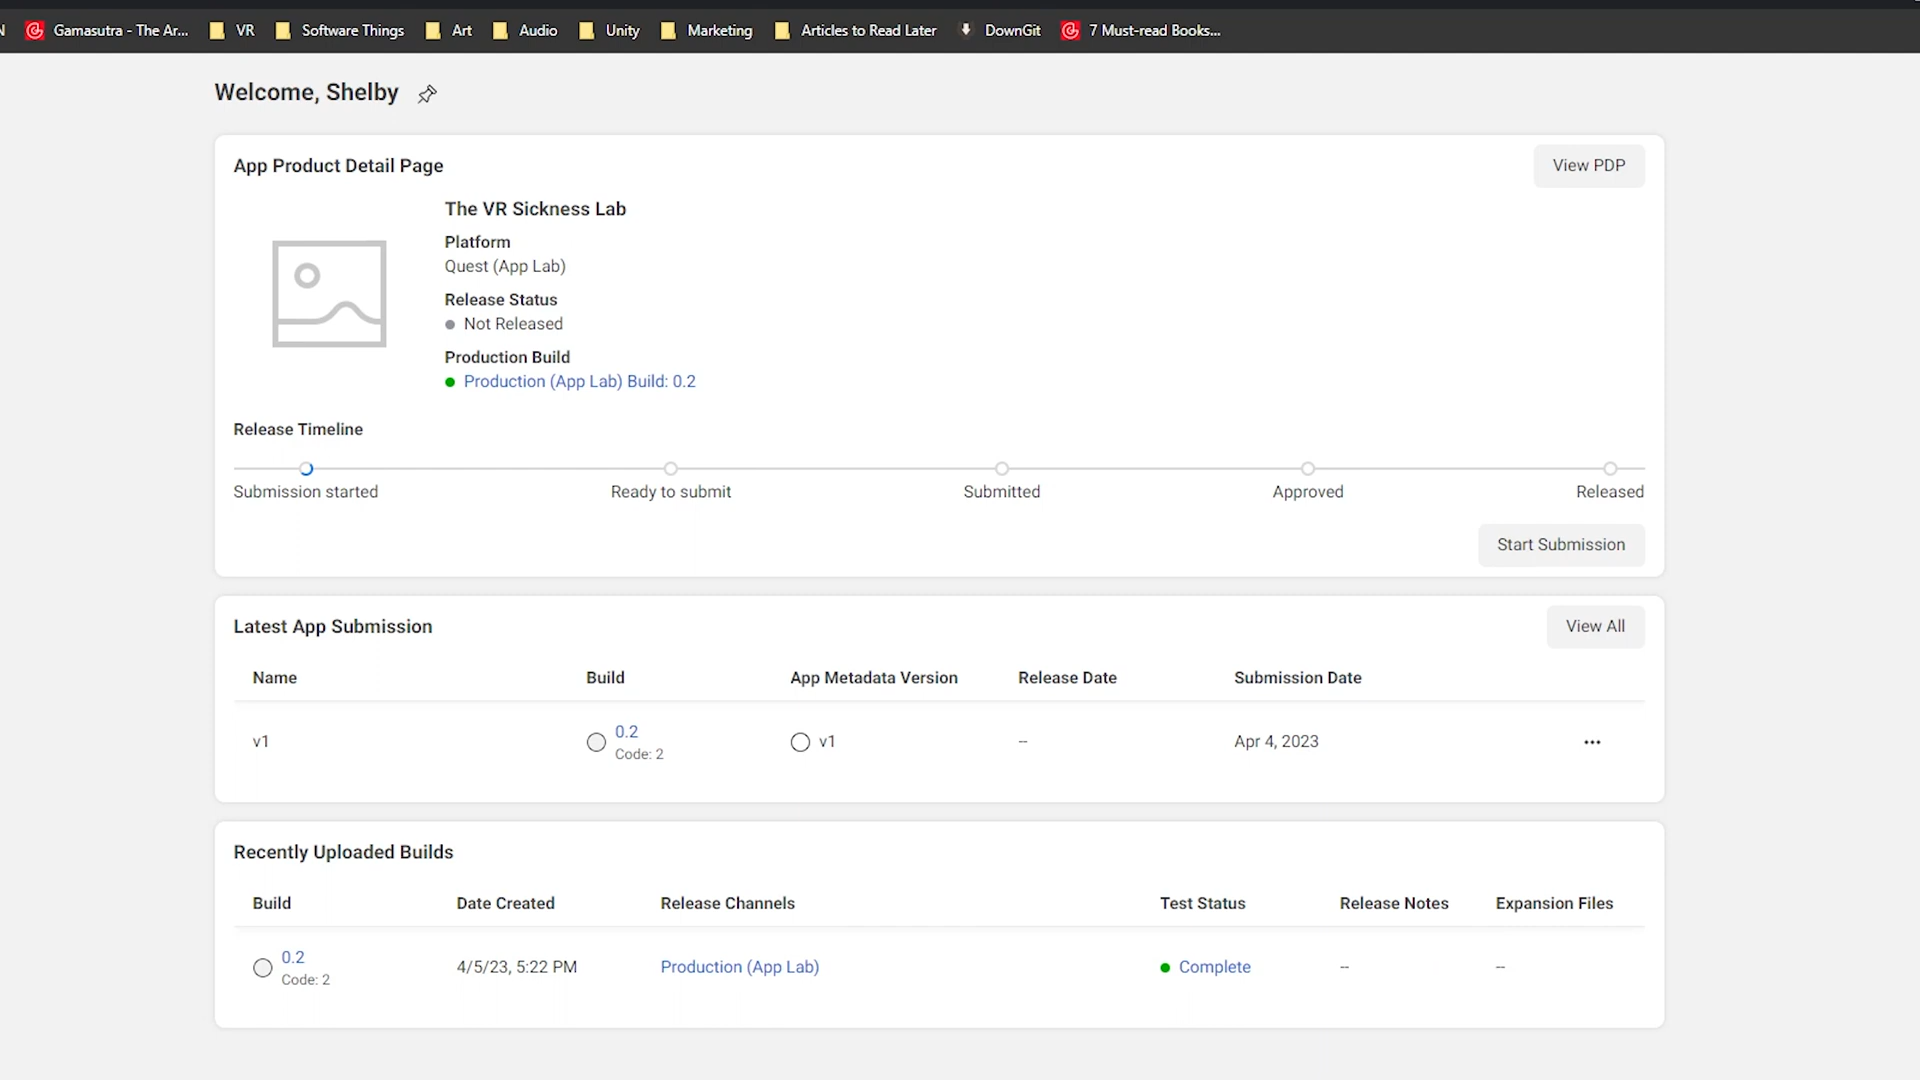 N Gamasutra - The Ar... VR Software Things Art Audio Unity Marketing Articles to Read Later DownGit 7 Must-read Books...
Welcome, Shelby
App Product Detail Page
View PDP
The VR Sickness Lab
Platform
Quest (App Lab)
Release Status
Not Released
Production Build
Production (App Lab) Build: 0.2
Release Timeline
Submission started Ready to submit Submitted Approved Released
Start Submission
Latest App Submission
View All
Name Build App Metadata Version Release Date Submission Date
v1 0.2 v1 -- Apr 4, 2023 ...
Code: 2
Recently Uploaded Builds
Build Date Created Release Channels Test Status Release Notes Expansion Files
0.2 4/5/23, 5:22 PM Production (App Lab) Complete -- --
Code: 2